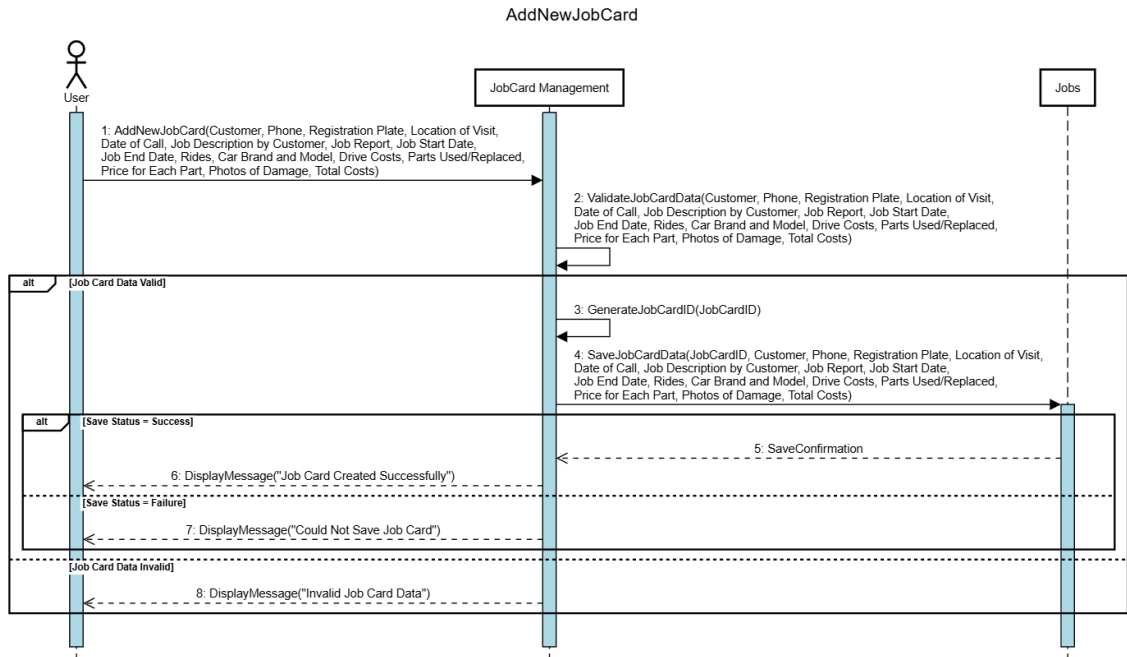 AddNewJobCard
User
JobCard Management
Jobs
1: AddNewJobCard(Customer, Phone, Registration Plate, Location of Visit,
Date of Call, Job Description by Customer, Job Report, Job Start Date,
Job End Date, Rides, Car Brand and Model, Drive Costs, Parts Used/Replaced,
Price for Each Part, Photos of Damage, Total Costs)
2: ValidateJobCardData(Customer, Phone, Registration Plate, Location of Visit,
Date of Call, Job Description by Customer, Job Report, Job Start Date,
Job End Date, Rides, Car Brand and Model, Drive Costs, Parts Used/Replaced,
Price for Each Part, Photos of Damage, Total Costs)
alt [Job Card Data Valid]
3: GenerateJobCardID(JobCardID)
4: SaveJobCardData(JobCardID, Customer, Phone, Registration Plate, Location of Visit,
Date of Call, Job Description by Customer, Job Report, Job Start Date,
Job End Date, Rides, Car Brand and Model, Drive Costs, Parts Used/Replaced,
Price for Each Part, Photos of Damage, Total Costs)
alt [Save Status = Success]
5: SaveConfirmation
6: DisplayMessage("Job Card Created Successfully")
[Save Status = Failure]
7: DisplayMessage("Could Not Save Job Card")
[Job Card Data Invalid]
8: DisplayMessage("Invalid Job Card Data")